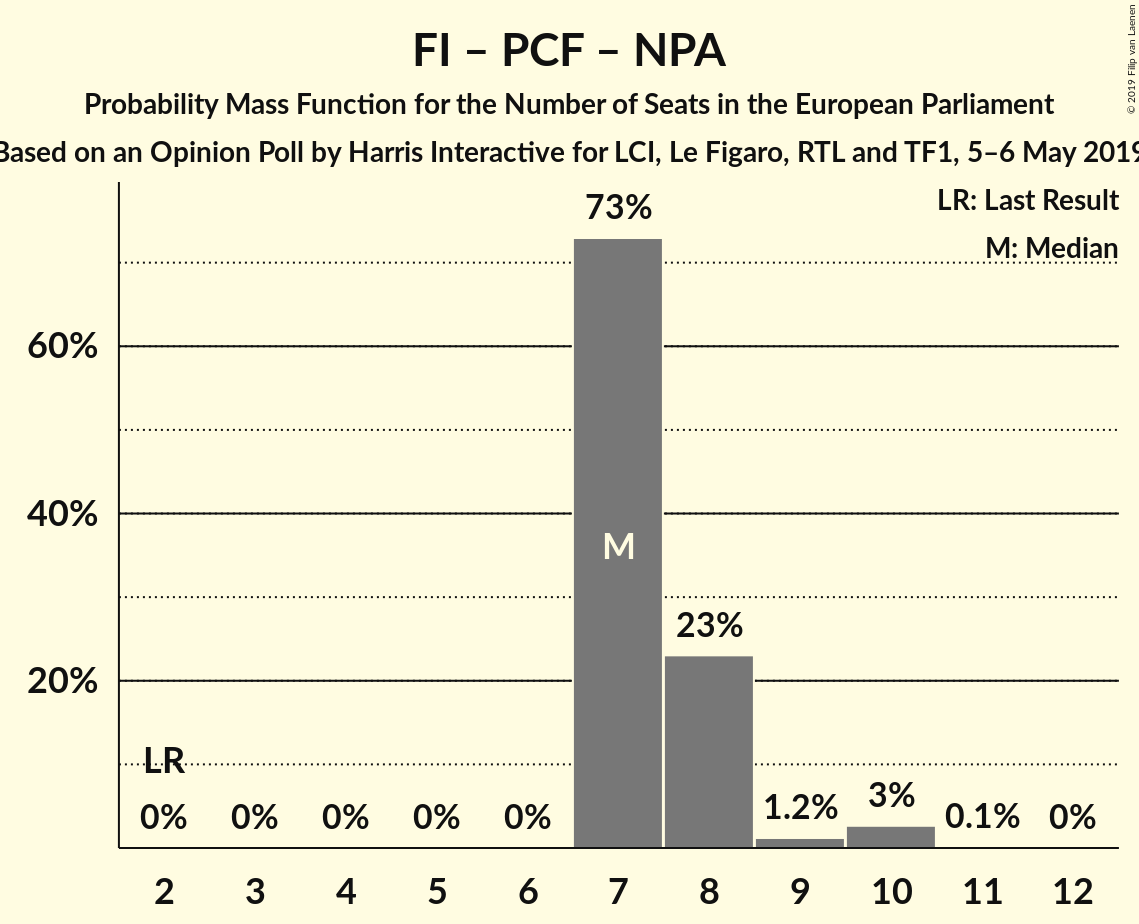 FI – PCF – NPA
Probability Mass Function for the Number of Seats in the European Parliament
Based on an Opinion Poll by Harris Interactive for LCI, Le Figaro, RTL and TF1, 5–6 May 2019
© 2019 Filip van Laenen
LR: Last Result
M: Median
73%
60%
40%
M
23%
20%
LR
0% 0% 0% 0% 0% 1.2% 3% 0.1% 0%
2 3 4 5 6 7 8 9 10 11 12